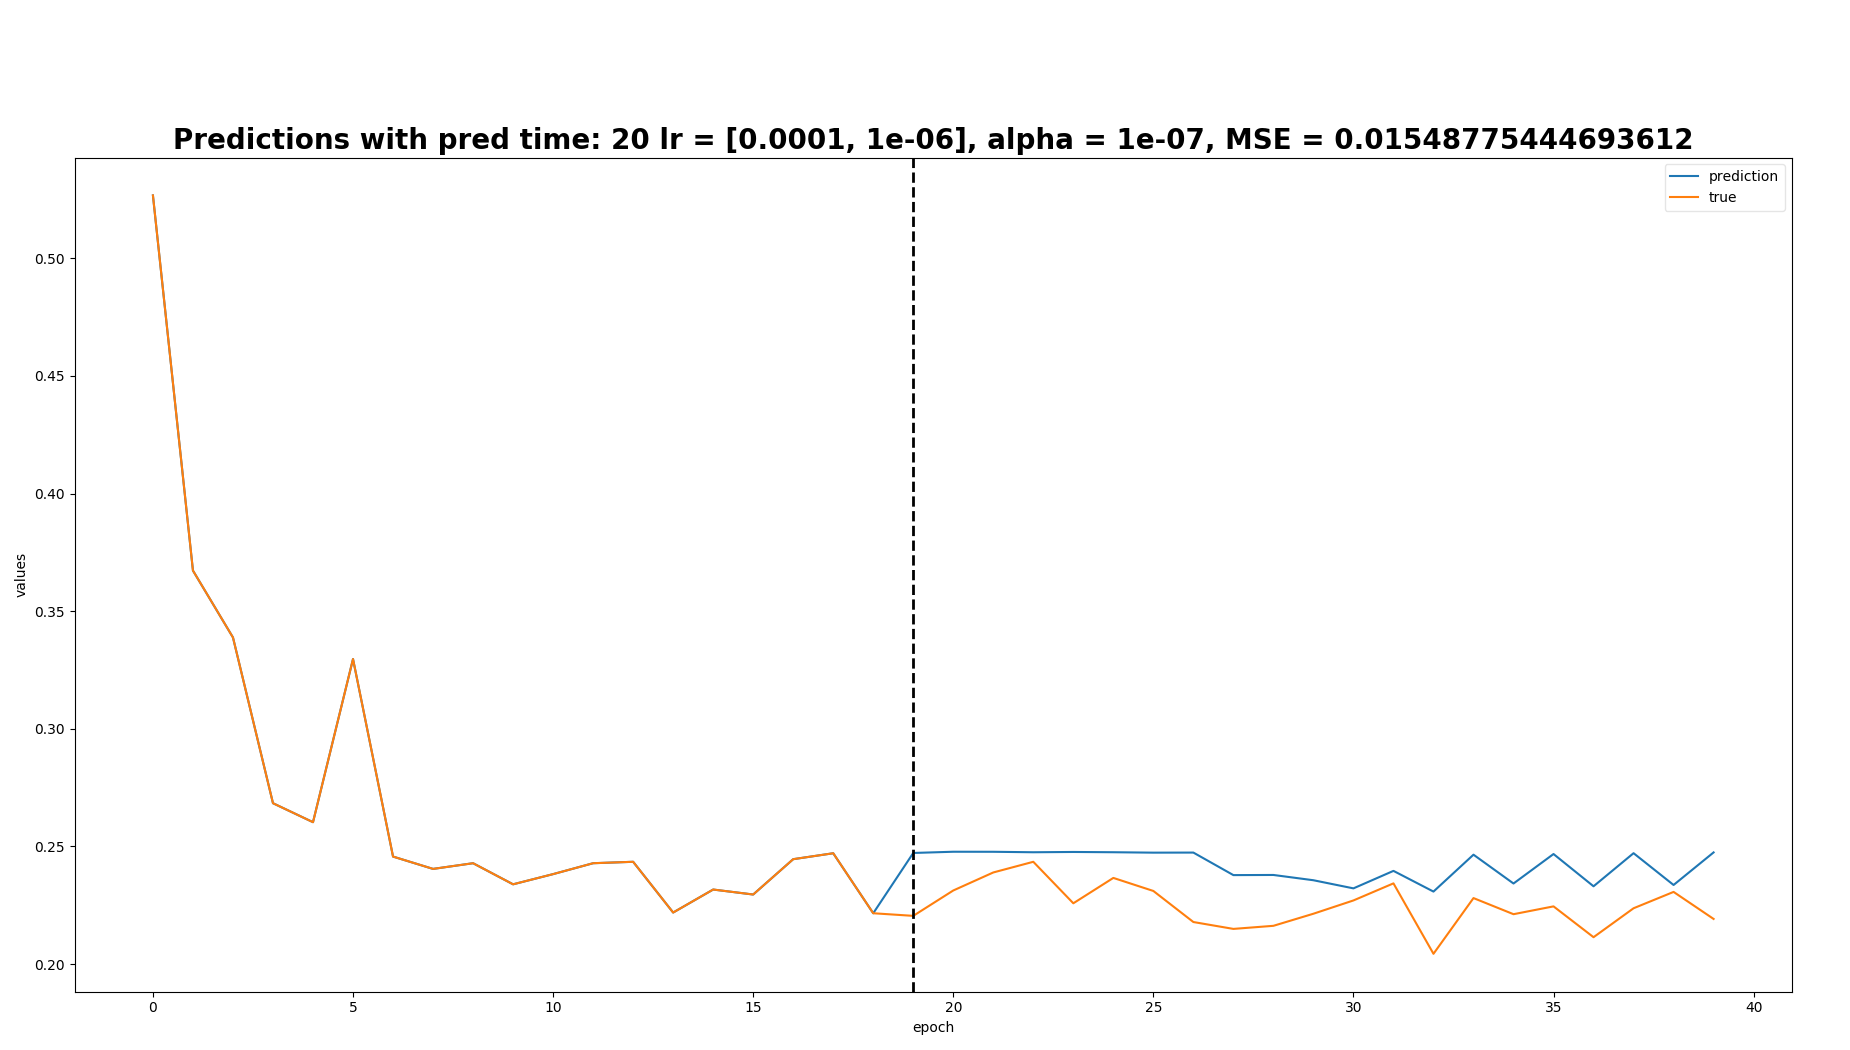 Predictions with pred time: 20 lr = [0.0001, 1e-06], alpha = 1e-07, MSE = 0.01548775444693612
prediction
true
0.50
0.45
0.40
0.35
0.30
0.25
0.20
values
0 5 10 15 20 25 30 35 40
epoch